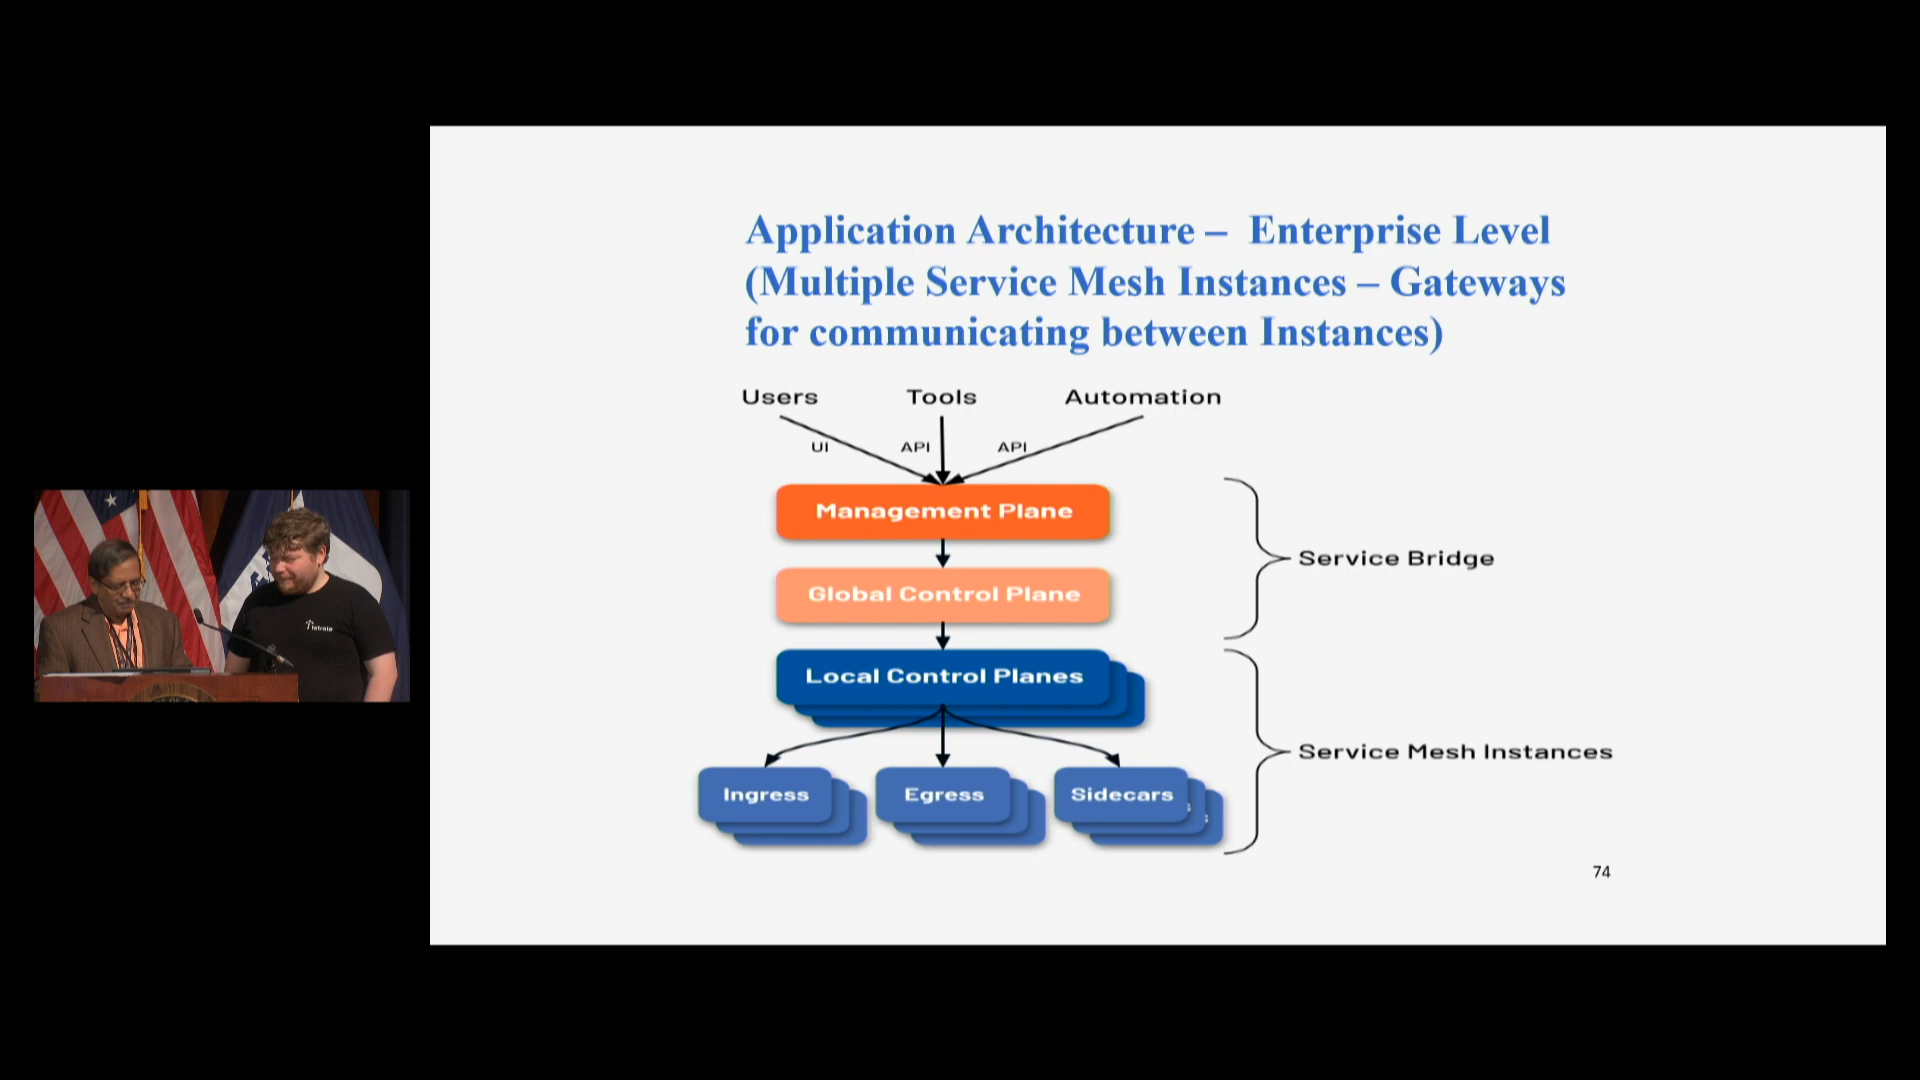 Application Architecture – Enterprise Level
(Multiple Service Mesh Instances – Gateways
for communicating between Instances)
Users
Tools
Automation
UI
API
API
Management Plane
Global Control Plane
Service Bridge
Local Control Planes
Service Mesh Instances
Ingress
Egress
Sidecars
s
s
74
tetrate